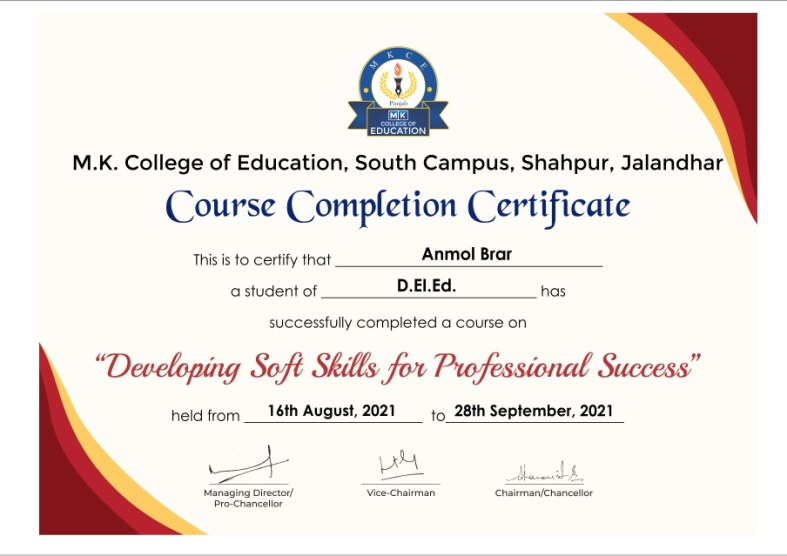 MKCE
Punjab
MK
COLLEGE OF
EDUCATION
M.K. College of Education, South Campus, Shahpur, Jalandhar
Course Completion Certificate
This is to certify that Anmol Brar
a student of D.El.Ed. has
successfully completed a course on
“Developing Soft Skills for Professional Success”
held from 16th August, 2021 to 28th September, 2021
Managing Director/ Vice-Chairman Chairman/Chancellor
Pro-Chancellor